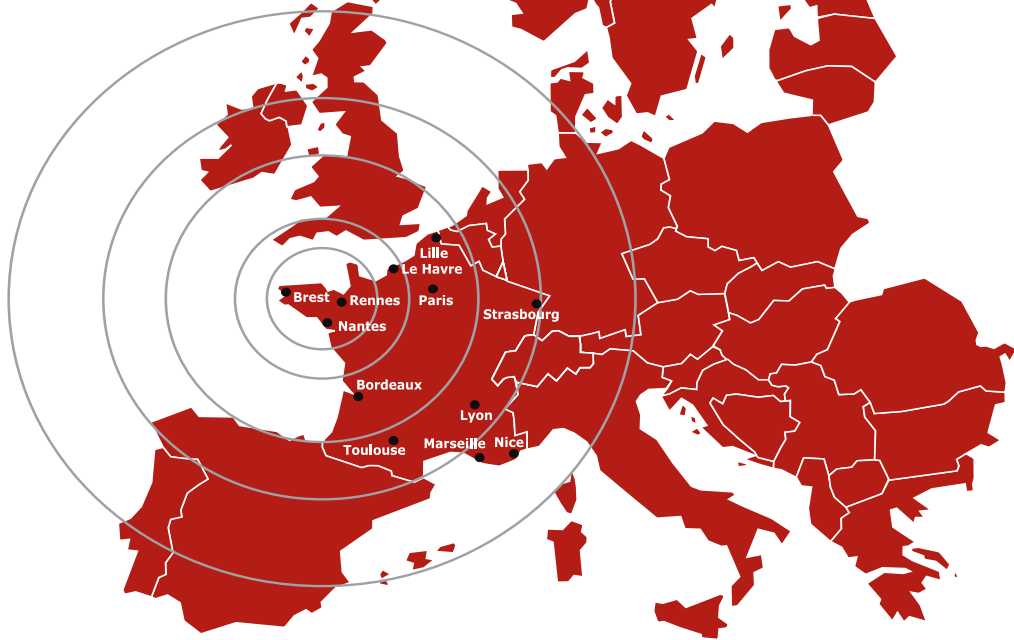 Lille
Le Havre
Brest
Rennes
Paris
Strasbourg
Nantes
Bordeaux
Lyon
Toulouse
Marseille
Nice